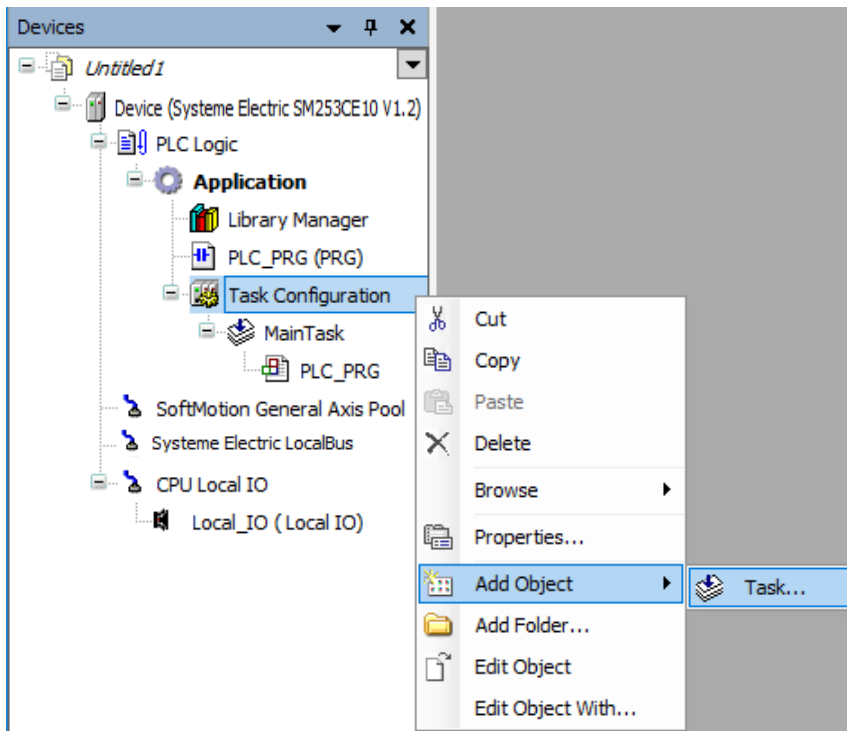 Devices
Untitled1
Device (Systeme Electric SM253CE10 V1.2)
PLC Logic
Application
Library Manager
PLC_PRG (PRG)
Task Configuration
MainTask
PLC_PRG
SoftMotion General Axis Pool
Systeme Electric LocalBus
CPU Local IO
Local_IO (Local IO)
Cut
Copy
Paste
Delete
Browse
Properties...
Add Object
Task...
Add Folder...
Edit Object
Edit Object With...